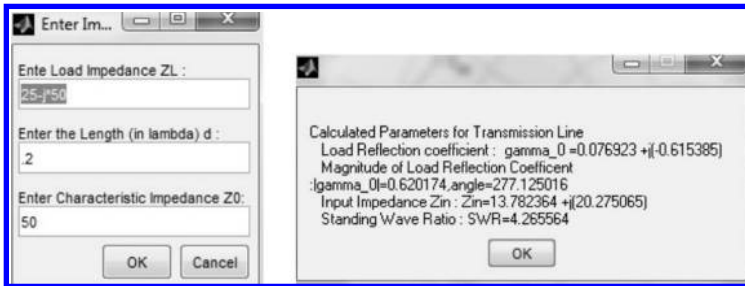 Enter Im...
Ente Load Impedance ZL :
25-j*50
Enter the Length (in lambda) d :
.2
Enter Characteristic Impedance Z0:
50
OK
Cancel
Calculated Parameters for Transmission Line
Load Reflection coefficient : gamma_0 =0.076923 +j(-0.615385)
Magnitude of Load Reflection Coefficent
:|gamma_0|=0.620174,angle=277.125016
Input Impedance Zin : Zin=13.782364 +j(20.275065)
Standing Wave Ratio : SWR=4.265564
OK